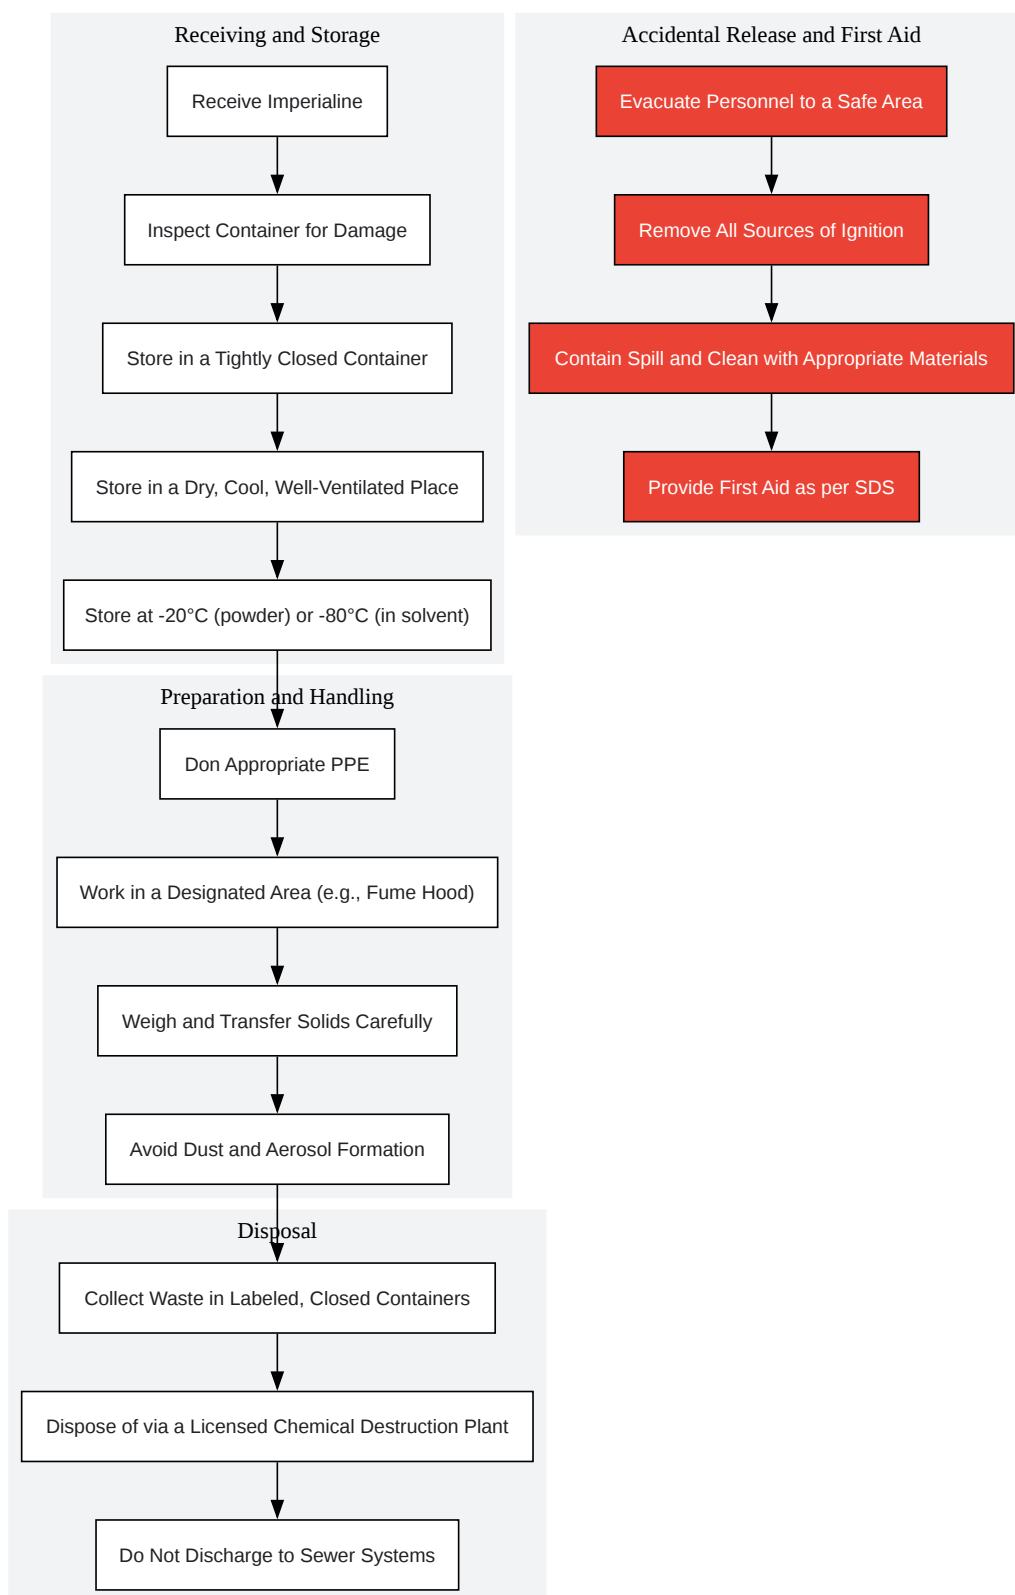 Receiving and Storage
Receive Imperialine
Inspect Container for Damage
Store in a Tightly Closed Container
Store in a Dry, Cool, Well-Ventilated Place
Store at -20°C (powder) or -80°C (in solvent)
Preparation and Handling
Don Appropriate PPE
Work in a Designated Area (e.g., Fume Hood)
Weigh and Transfer Solids Carefully
Avoid Dust and Aerosol Formation
Disposal
Collect Waste in Labeled, Closed Containers
Dispose of via a Licensed Chemical Destruction Plant
Do Not Discharge to Sewer Systems
Accidental Release and First Aid
Evacuate Personnel to a Safe Area
Remove All Sources of Ignition
Contain Spill and Clean with Appropriate Materials
Provide First Aid as per SDS